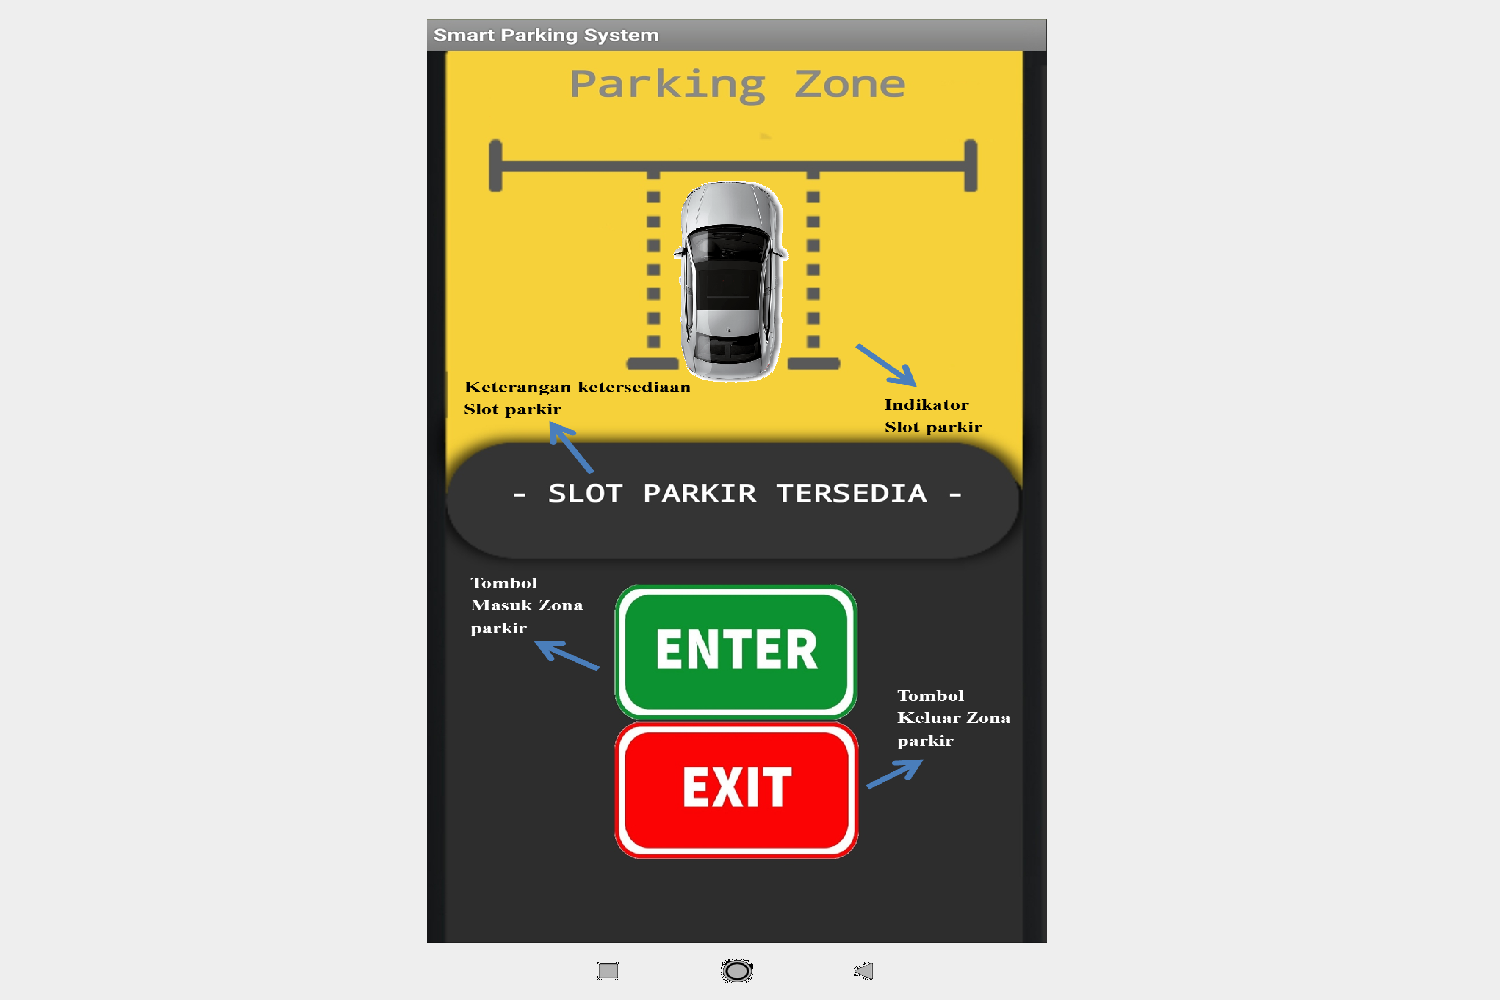 Smart Parking System
Parking Zone
Keterangan ketersediaan
Slot parkir
Indikator
Slot parkir
- SLOT PARKIR TERSEDIA -
Tombol
Masuk Zona
parkir
ENTER
Tombol
Keluar Zona
parkir
EXIT